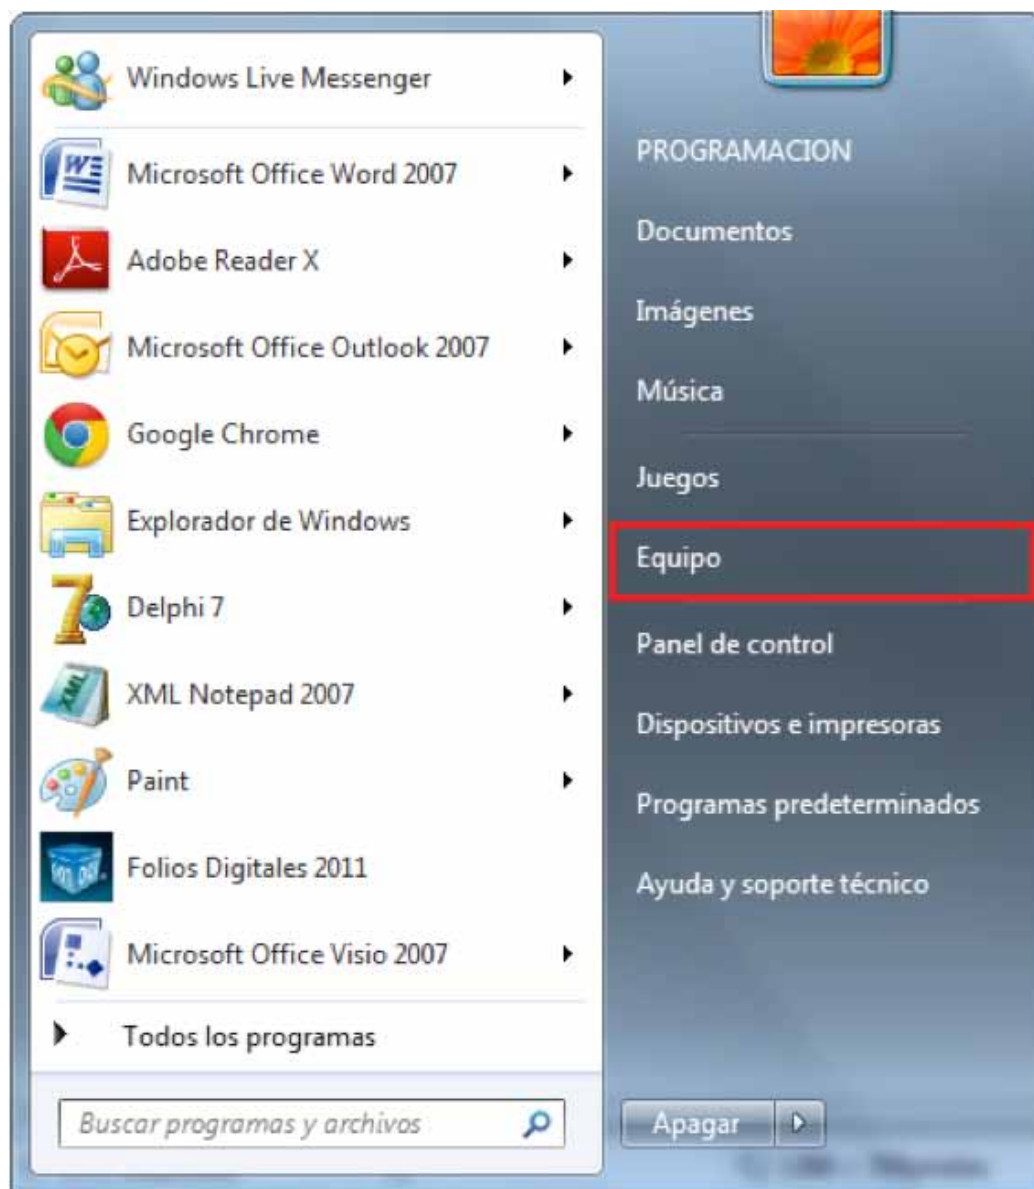 Windows Live Messenger
Microsoft Office Word 2007
Adobe Reader X
Microsoft Office Outlook 2007
Google Chrome
Explorador de Windows
Delphi 7
XML Notepad 2007
Paint
Folios Digitales 2011
Microsoft Office Visio 2007
Todos los programas
Buscar programas y archivos
PROGRAMACION
Documentos
Imágenes
Música
Juegos
Equipo
Panel de control
Dispositivos e impresoras
Programas predeterminados
Ayuda y soporte técnico
Apagar